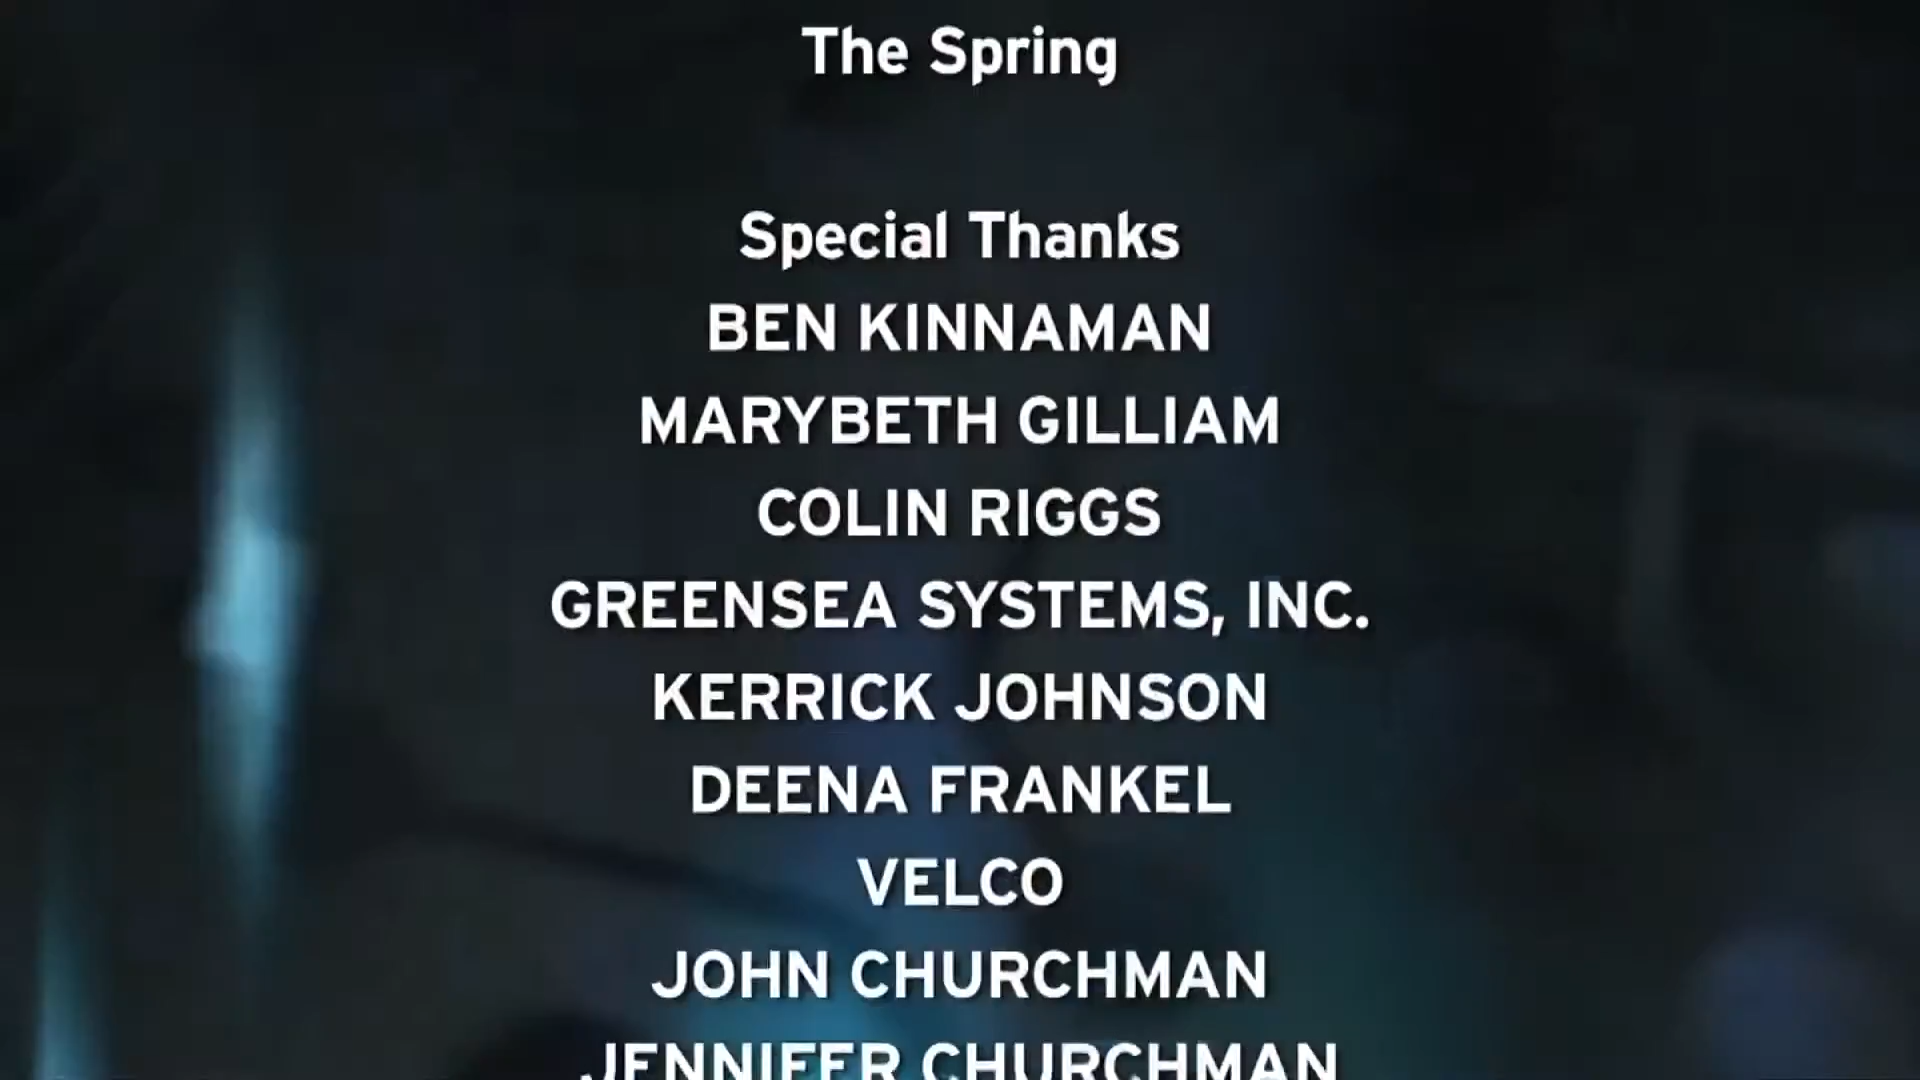 The Spring
Special Thanks
BEN KINNAMAN
MARYBETH GILLIAM
COLIN RIGGS
GREENSEA SYSTEMS, INC.
KERRICK JOHNSON
DEENA FRANKEL
VELCO
JOHN CHURCHMAN
JENNIFER CHURCHMAN